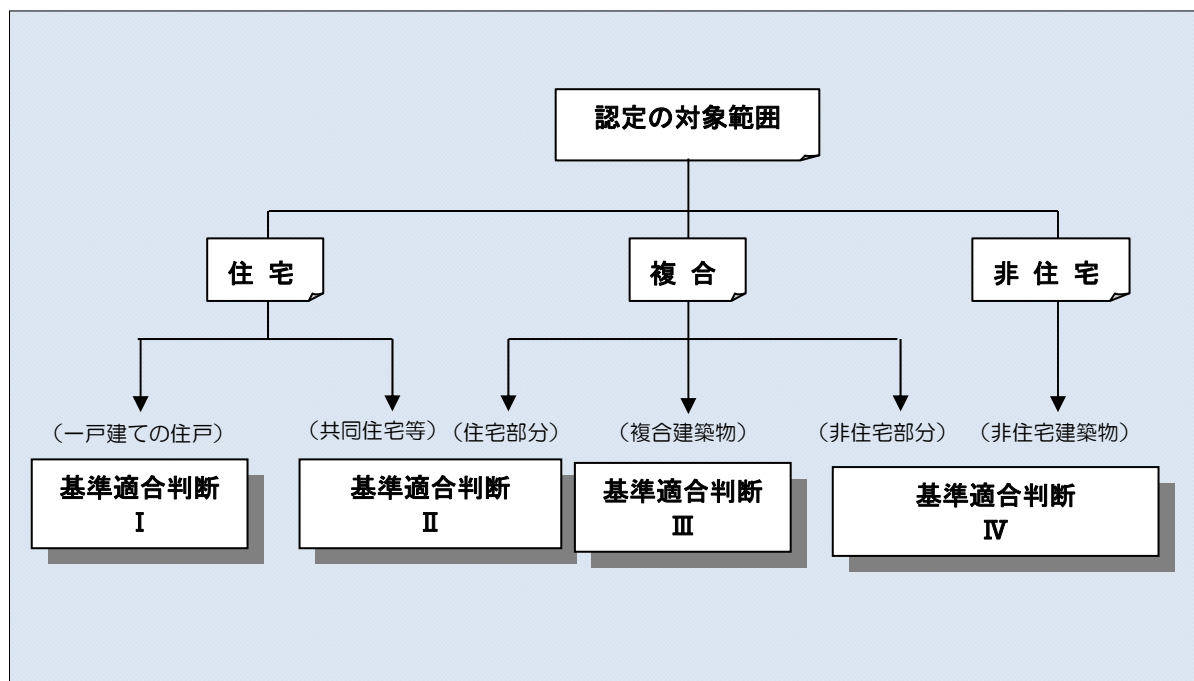 認定の対象範囲
住 宅
複 合
非 住 宅
（一戸建ての住戸）
（共同住宅等）
（住宅部分）
（複合建築物）
（非住宅部分）
（非住宅建築物）
基準適合判断
Ⅰ
基準適合判断
Ⅱ
基準適合判断
Ⅲ
基準適合判断
Ⅳ